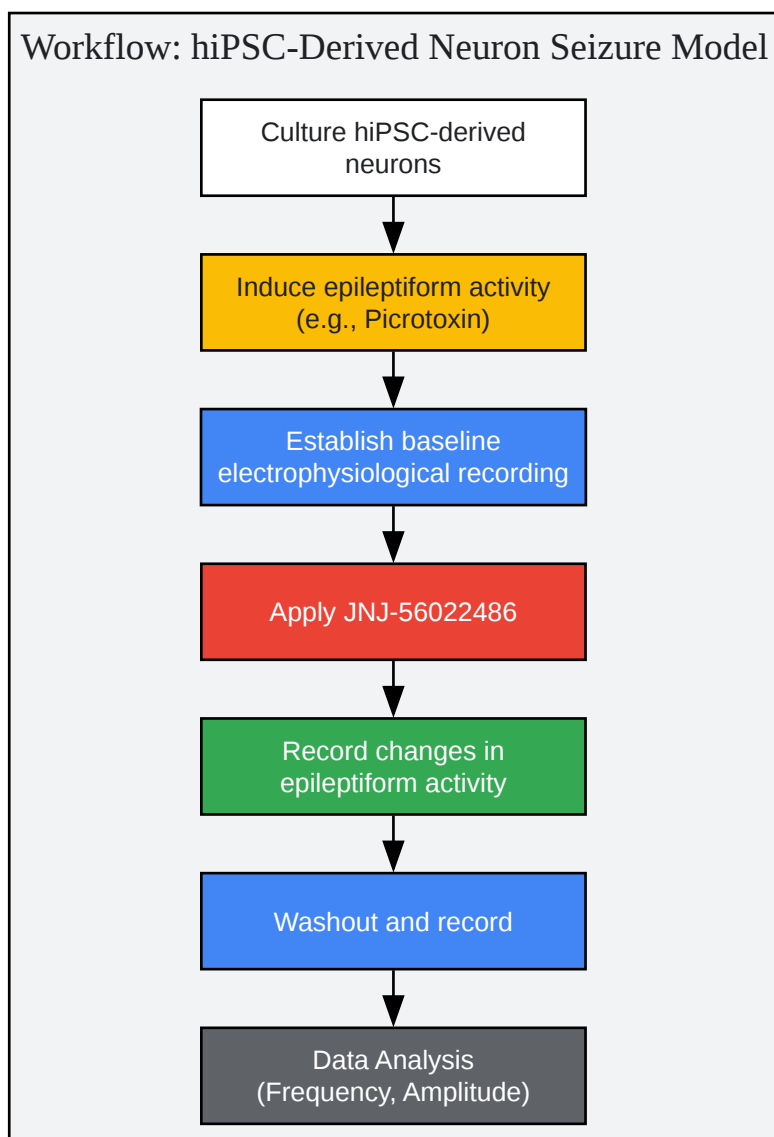 Workflow: hiPSC-Derived Neuron Seizure Model
Culture hiPSC-derived
neurons
Induce epileptiform activity
(e.g., Picrotoxin)
Establish baseline
electrophysiological recording
Apply JNJ-56022486
Record changes in
epileptiform activity
Washout and record
Data Analysis
(Frequency, Amplitude)